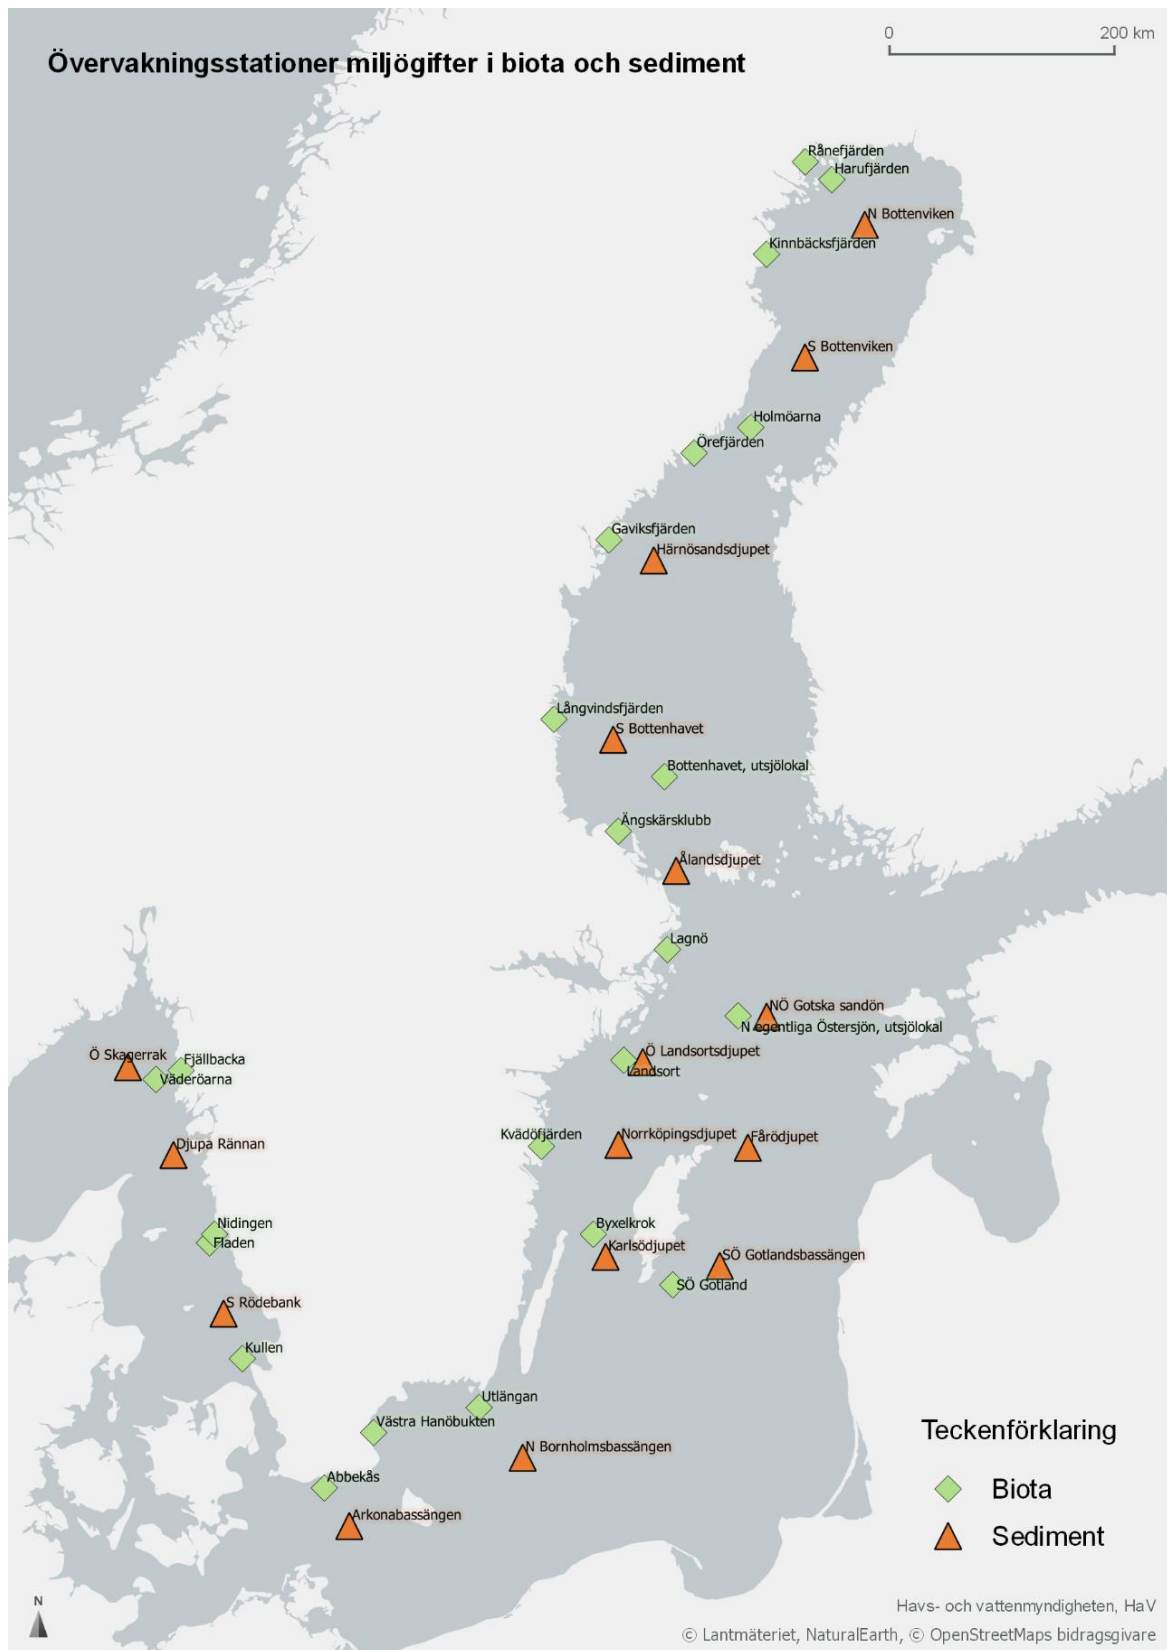 0 200 km
Övervakningsstationer miljögifter i biota och sediment
Rånefjärden
Harufjärden
N Bottenviken
Kinnbäcksfjärden
S Bottenviken
Holmöarna
Örefjärden
Gaviksfjärden
Härnösandsdjupet
Långvindsfjärden
S Bottenhavet
Bottenhavet, utsjölokal
Ängskärsklubb
Ålandsdjupet
Lagnö
NÖ Gotska sandön
N egentliga Östersjön, utsjölokal
Ö Landsortsdjupet
Landsort
Ö Skagerrak
Fjällbacka
Väderöarna
Kvädöfjärden
Norrköpingsdjupet
Fårödjupet
Djupa Rännan
Nidingen
Fladen
Byxelkrok
Karlsödjupet
SÖ Gotlandsbassängen
SÖ Gotland
S Rödebank
Kullen
Utlängan
Västra Hanöbukten
N Bornholmsbassängen
Abbekås
Arkonabassängen
Teckenförklaring
Biota
Sediment
N
Havs- och vattenmyndigheten, HaV
© Lantmäteriet, NaturalEarth, © OpenStreetMaps bidragsgivare